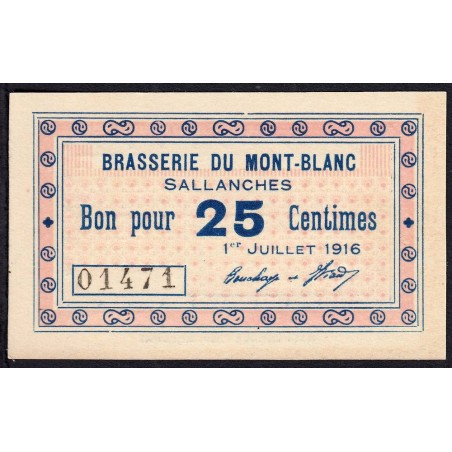 BRASSERIE DU MONT-BLANC
SALLANCHES
Bon pour 25 Centimes
1er JUILLET 1916
01471